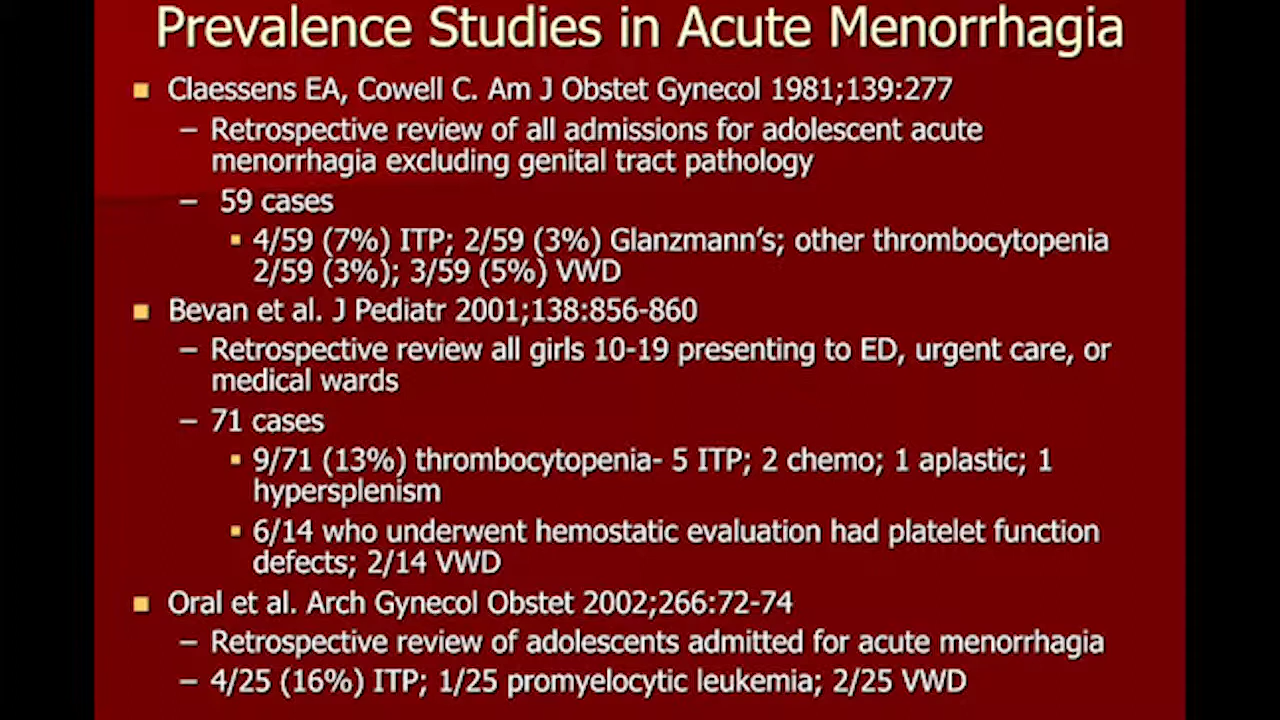 Prevalence Studies in Acute Menorrhagia
Claessens EA, Cowell C. Am J Obstet Gynecol 1981;139:277
– Retrospective review of all admissions for adolescent acute
menorrhagia excluding genital tract pathology
– 59 cases
4/59 (7%) ITP; 2/59 (3%) Glanzmann’s; other thrombocytopenia
2/59 (3%); 3/59 (5%) VWD
Bevan et al. J Pediatr 2001;138:856-860
– Retrospective review all girls 10-19 presenting to ED, urgent care, or
medical wards
– 71 cases
9/71 (13%) thrombocytopenia- 5 ITP; 2 chemo; 1 aplastic; 1
hypersplenism
6/14 who underwent hemostatic evaluation had platelet function
defects; 2/14 VWD
Oral et al. Arch Gynecol Obstet 2002;266:72-74
– Retrospective review of adolescents admitted for acute menorrhagia
– 4/25 (16%) ITP; 1/25 promyelocytic leukemia; 2/25 VWD